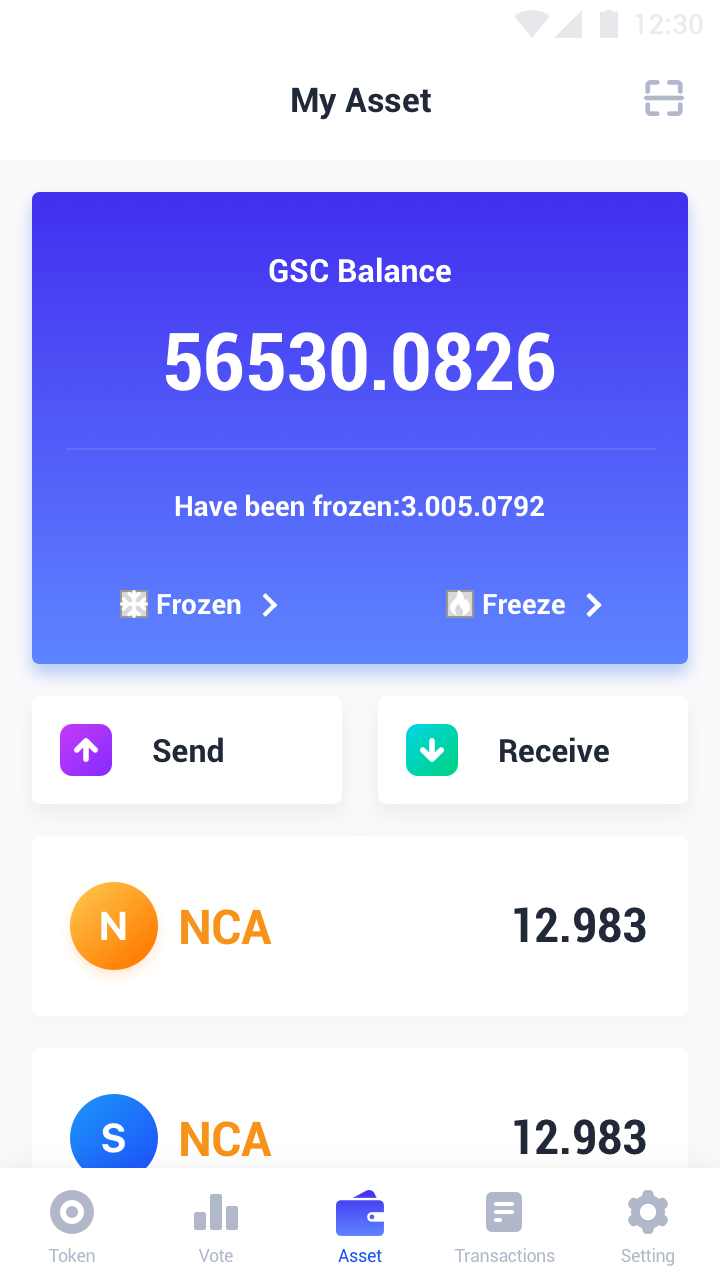 12:30
My Asset
GSC Balance
56530.0826
Have been frozen:3.005.0792
Frozen Freeze
Send Receive
N NCA 12.983
S NCA 12.983
Token Vote Asset Transactions Setting